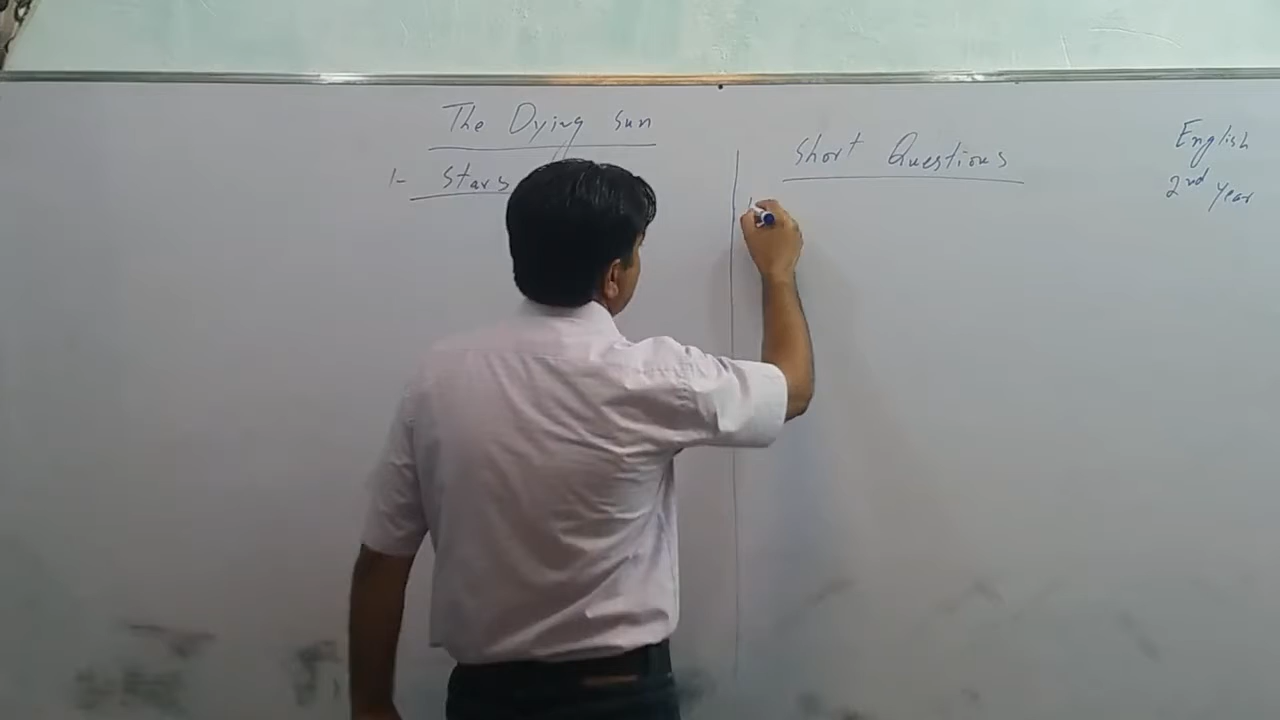 The Dying Sun
1- Stars
Short Questions
English
2nd year